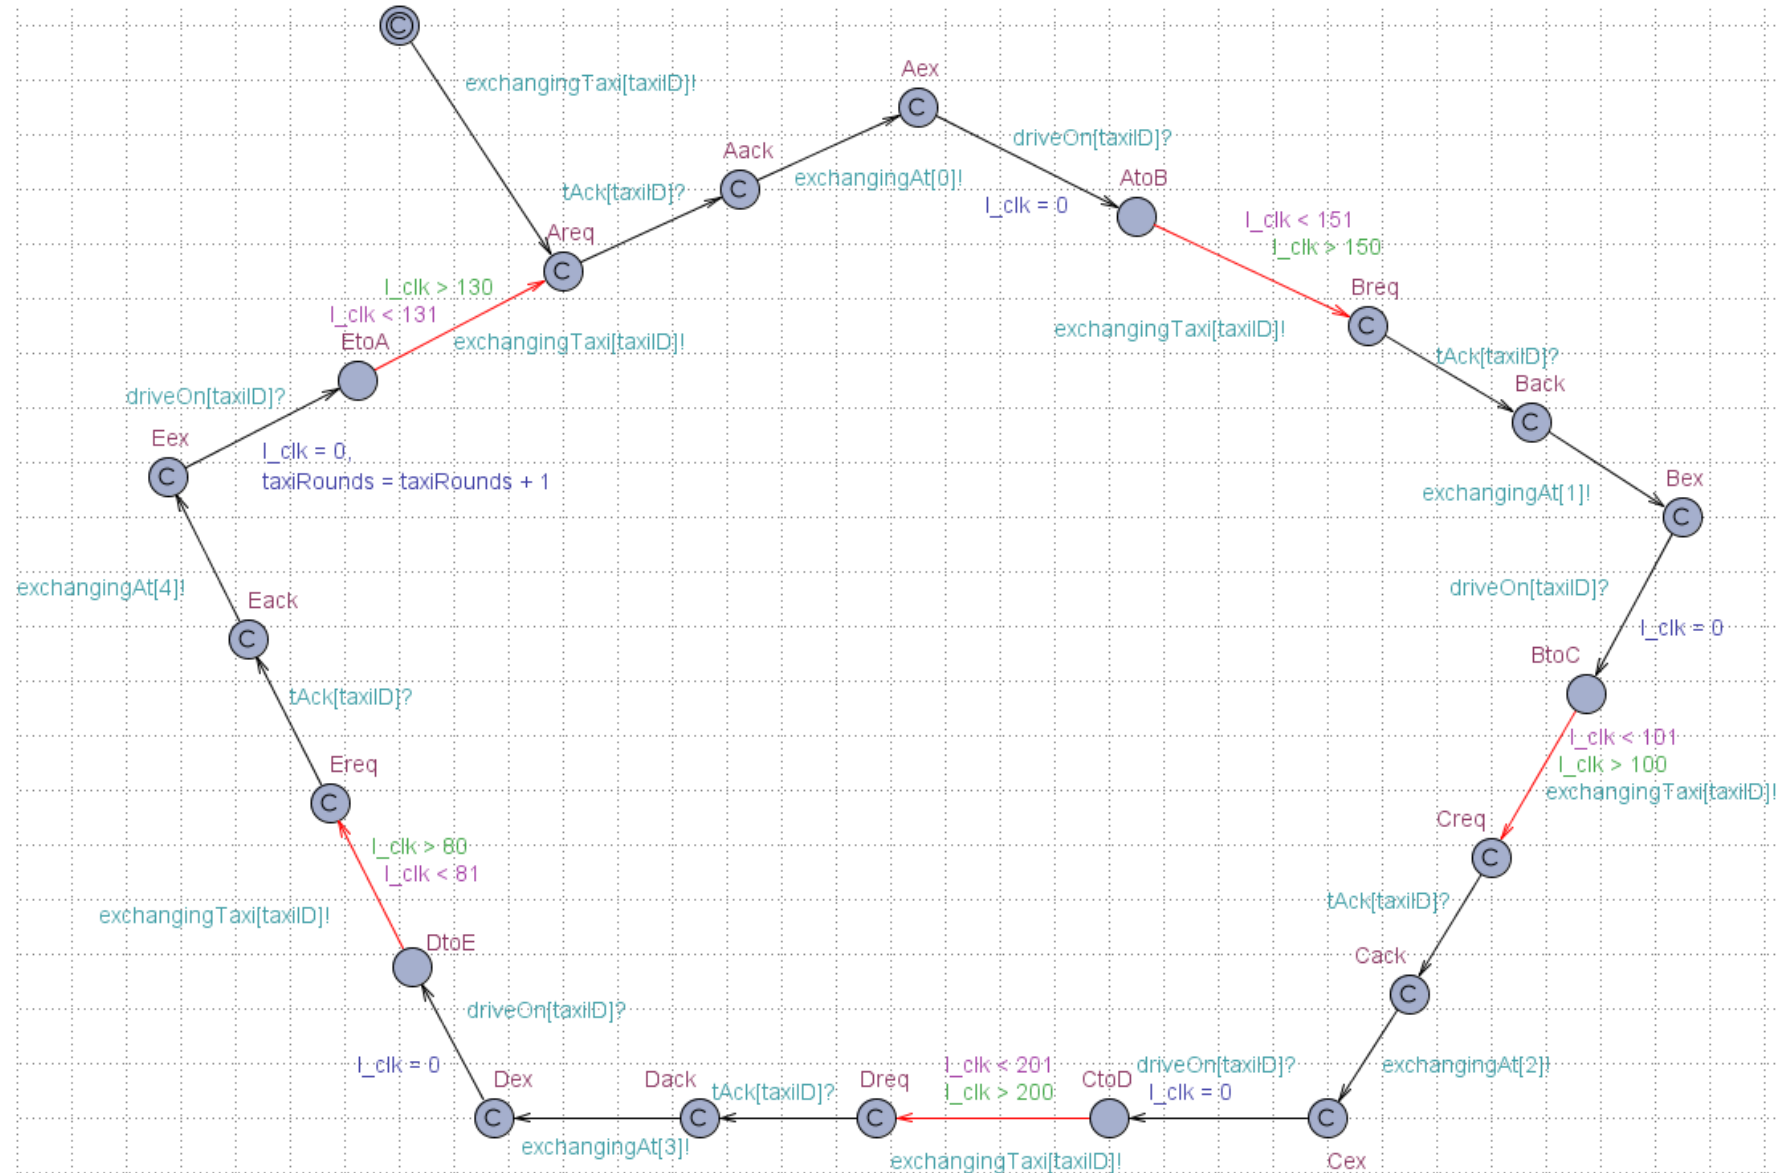 C
exchangingTaxi[taxiID]!
Aex
C
driveOn[taxiID]?
Aack
C
exchangingAt[0]!
AtoB
tAck[taxiID]?
l_clk = 0
l_clk < 151
l_clk > 150
Areq
C
l_clk > 130
l_clk < 131
Breq
C
exchangingTaxi[taxiID]!
EtoA
exchangingTaxi[taxiID]!
tAck[taxiID]?
Back
C
driveOn[taxiID]?
Eex
C
l_clk = 0,
taxiRounds = taxiRounds + 1
exchangingAt[1]!
Bex
C
exchangingAt[4]!
driveOn[taxiID]?
Eack
C
l_clk = 0
BtoC
tAck[taxiID]?
l_clk < 101
l_clk > 100
exchangingTaxi[taxiID]!
Ereq
C
Creq
C
l_clk > 80
l_clk < 81
exchangingTaxi[taxiID]!
tAck[taxiID]?
DtoE
Cack
C
driveOn[taxiID]?
l_clk = 0
Dex
C
Dack
C
tAck[taxiID]?
exchangingAt[3]!
Dreq
C
l_clk < 201
l_clk > 200
exchangingTaxi[taxiID]!
CtoD
driveOn[taxiID]?
l_clk = 0
exchangingAt[2]!
C
Cex